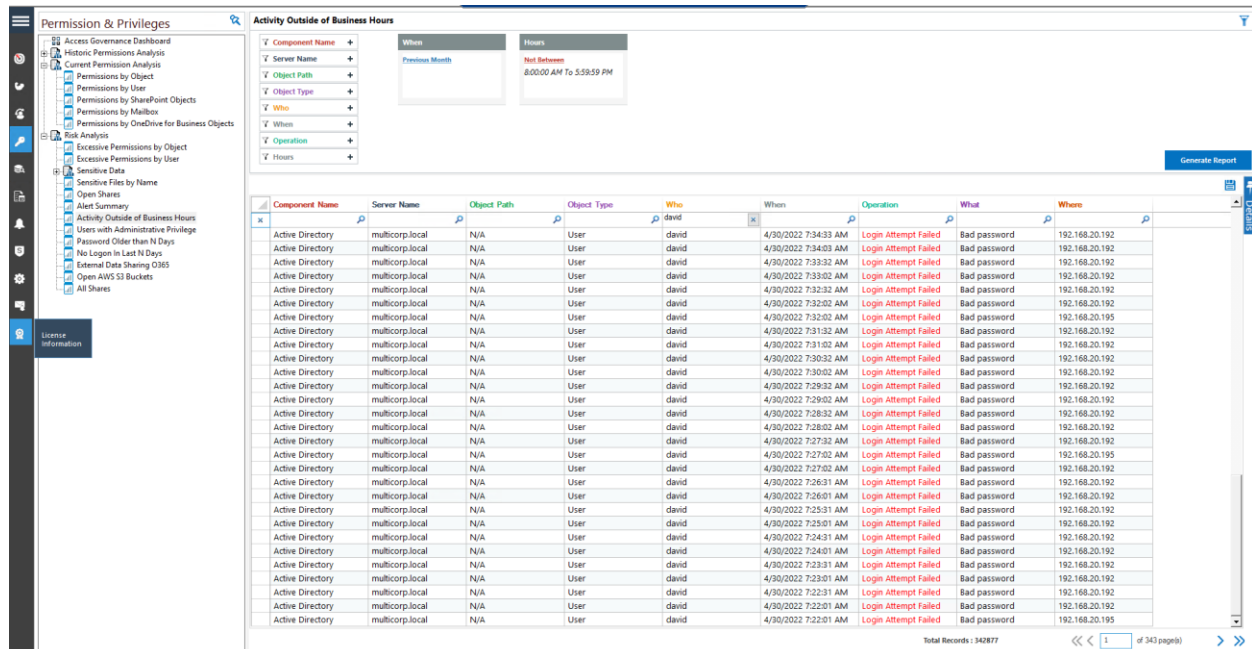 Permission & Privileges
Access Governance Dashboard
Historic Permissions Analysis
Current Permission Analysis
Permissions by Object
Permissions by User
Permissions by SharePoint Objects
Permissions by Mailbox
Permissions by OneDrive for Business Objects
Risk Analysis
Excessive Permissions by Object
Excessive Permissions by User
Sensitive Data
Sensitive Files by Name
Open Shares
Alert Summary
Activity Outside of Business Hours
Users with Administrative Privilege
Password Older than N Days
No Logon In Last N Days
External Data Sharing O365
Open AWS S3 Buckets
All Shares
License
Information
Activity Outside of Business Hours
Component Name +
Server Name +
Object Path +
Object Type +
Who +
When +
Operation +
Hours +
When
Previous Month
Hours
Not Between
8:00:00 AM To 5:59:59 PM
Generate Report
Details
Component Name Server Name Object Path Object Type Who When Operation What Where
david
Active Directory multicorp.local N/A User david 4/30/2022 7:34:33 AM Login Attempt Failed Bad password 192.168.20.192
Active Directory multicorp.local N/A User david 4/30/2022 7:34:03 AM Login Attempt Failed Bad password 192.168.20.192
Active Directory multicorp.local N/A User david 4/30/2022 7:33:32 AM Login Attempt Failed Bad password 192.168.20.192
Active Directory multicorp.local N/A User david 4/30/2022 7:33:02 AM Login Attempt Failed Bad password 192.168.20.192
Active Directory multicorp.local N/A User david 4/30/2022 7:32:32 AM Login Attempt Failed Bad password 192.168.20.192
Active Directory multicorp.local N/A User david 4/30/2022 7:32:02 AM Login Attempt Failed Bad password 192.168.20.192
Active Directory multicorp.local N/A User david 4/30/2022 7:32:02 AM Login Attempt Failed Bad password 192.168.20.195
Active Directory multicorp.local N/A User david 4/30/2022 7:31:32 AM Login Attempt Failed Bad password 192.168.20.192
Active Directory multicorp.local N/A User david 4/30/2022 7:31:02 AM Login Attempt Failed Bad password 192.168.20.192
Active Directory multicorp.local N/A User david 4/30/2022 7:30:32 AM Login Attempt Failed Bad password 192.168.20.192
Active Directory multicorp.local N/A User david 4/30/2022 7:30:02 AM Login Attempt Failed Bad password 192.168.20.192
Active Directory multicorp.local N/A User david 4/30/2022 7:29:32 AM Login Attempt Failed Bad password 192.168.20.192
Active Directory multicorp.local N/A User david 4/30/2022 7:29:02 AM Login Attempt Failed Bad password 192.168.20.192
Active Directory multicorp.local N/A User david 4/30/2022 7:28:32 AM Login Attempt Failed Bad password 192.168.20.192
Active Directory multicorp.local N/A User david 4/30/2022 7:28:02 AM Login Attempt Failed Bad password 192.168.20.192
Active Directory multicorp.local N/A User david 4/30/2022 7:27:32 AM Login Attempt Failed Bad password 192.168.20.192
Active Directory multicorp.local N/A User david 4/30/2022 7:27:02 AM Login Attempt Failed Bad password 192.168.20.195
Active Directory multicorp.local N/A User david 4/30/2022 7:27:02 AM Login Attempt Failed Bad password 192.168.20.192
Active Directory multicorp.local N/A User david 4/30/2022 7:26:31 AM Login Attempt Failed Bad password 192.168.20.192
Active Directory multicorp.local N/A User david 4/30/2022 7:26:01 AM Login Attempt Failed Bad password 192.168.20.192
Active Directory multicorp.local N/A User david 4/30/2022 7:25:31 AM Login Attempt Failed Bad password 192.168.20.192
Active Directory multicorp.local N/A User david 4/30/2022 7:25:01 AM Login Attempt Failed Bad password 192.168.20.192
Active Directory multicorp.local N/A User david 4/30/2022 7:24:31 AM Login Attempt Failed Bad password 192.168.20.192
Active Directory multicorp.local N/A User david 4/30/2022 7:24:01 AM Login Attempt Failed Bad password 192.168.20.192
Active Directory multicorp.local N/A User david 4/30/2022 7:23:31 AM Login Attempt Failed Bad password 192.168.20.192
Active Directory multicorp.local N/A User david 4/30/2022 7:23:01 AM Login Attempt Failed Bad password 192.168.20.192
Active Directory multicorp.local N/A User david 4/30/2022 7:22:31 AM Login Attempt Failed Bad password 192.168.20.192
Active Directory multicorp.local N/A User david 4/30/2022 7:22:01 AM Login Attempt Failed Bad password 192.168.20.192
Active Directory multicorp.local N/A User david 4/30/2022 7:22:01 AM Login Attempt Failed Bad password 192.168.20.195
Total Records : 342877 1 of 343 page(s)